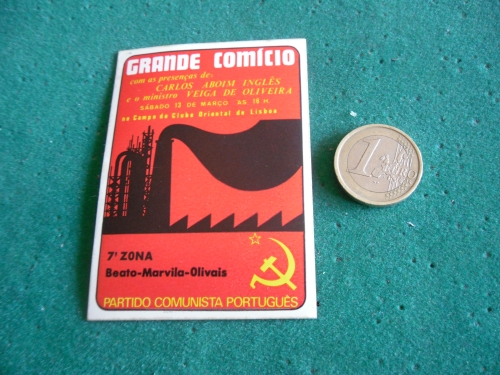 GRANDE COMÍCIO
com as presenças de:
CARLOS ABOIM INGLÊS
e o ministro VEIGA DE OLIVEIRA
SÁBADO 13 DE MARÇO ÀS 16 H.
no Campo do Clube Oriental de Lisboa
7ª ZONA
Beato-Marvila-Olivais
PARTIDO COMUNISTA PORTUGUÊS
1
EURO